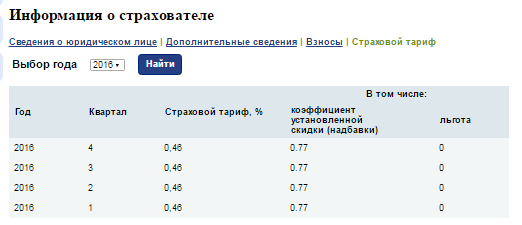 Информация о страхователе
Сведения о юридическом лице | Дополнительные сведения | Взносы | Страховой тариф
Выбор года 2016 Найти
В том числе:
Год Квартал Страховой тариф, % коэффициент установленной скидки (надбавки) льгота
2016 4 0,46 0.77 0
2016 3 0,46 0.77 0
2016 2 0,46 0.77 0
2016 1 0,46 0.77 0